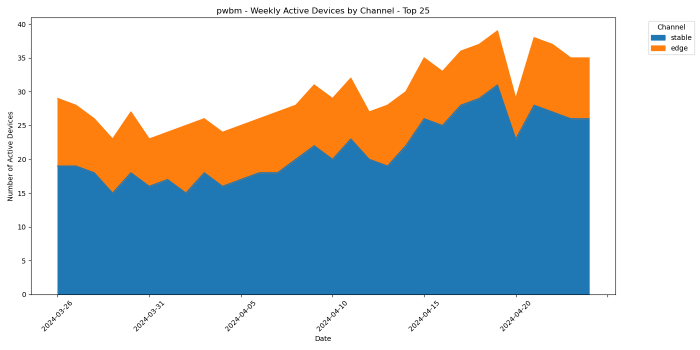 pwbm - Weekly Active Devices by Channel - Top 25
Channel
stable
edge
Number of Active Devices
40
35
30
25
20
15
10
5
0
2024-03-26
2024-03-31
2024-04-05
2024-04-10
2024-04-15
2024-04-20
Date